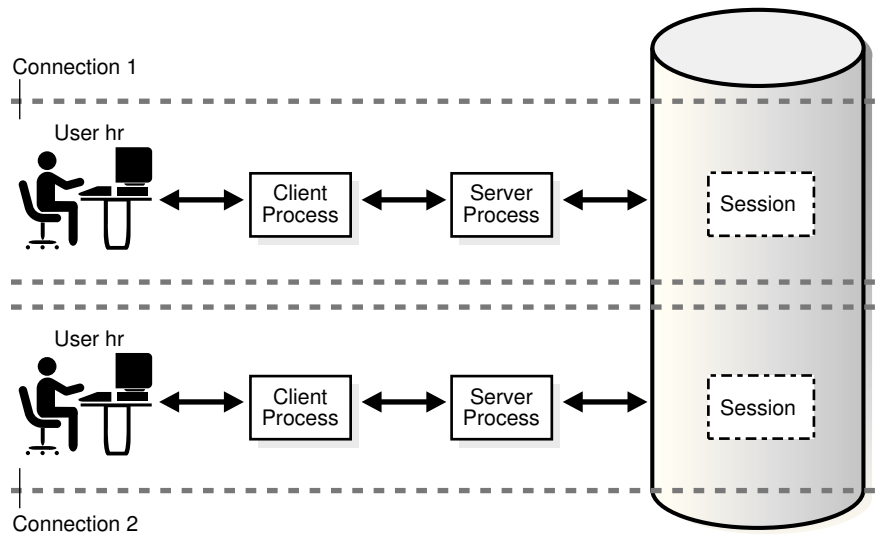 Connection 1
User hr
Client
Process
Server
Process
Session
User hr
Client
Process
Server
Process
Session
Connection 2